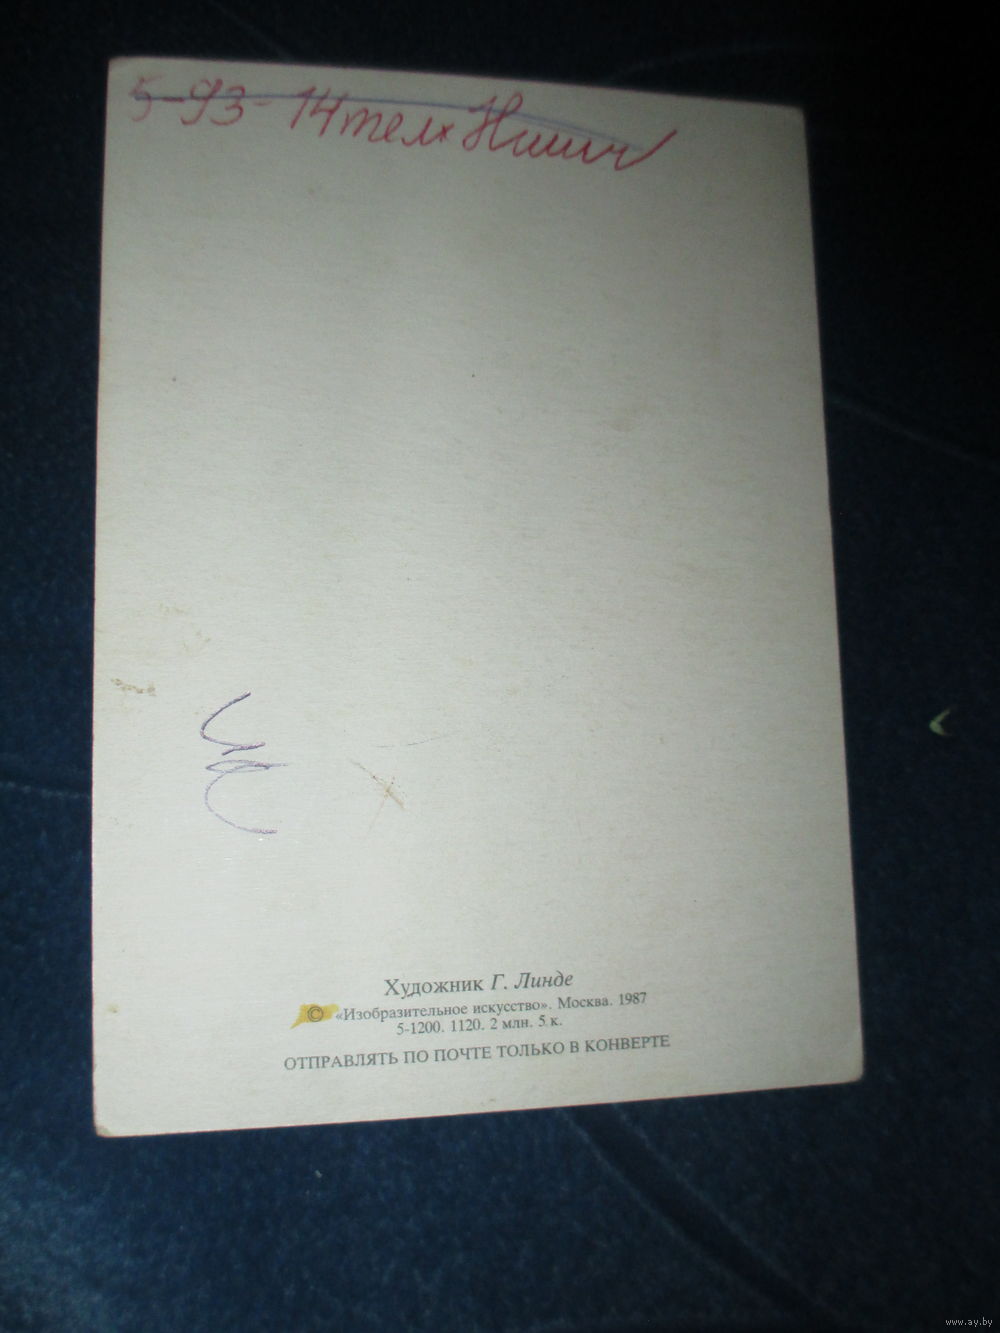 5-93-14 тел
Художник Г. Линде
© «Изобразительное искусство». Москва. 1987
5-1200. 1120. 2 млн. 5 к.
ОТПРАВЛЯТЬ ПО ПОЧТЕ ТОЛЬКО В КОНВЕРТЕ
www.ay.by